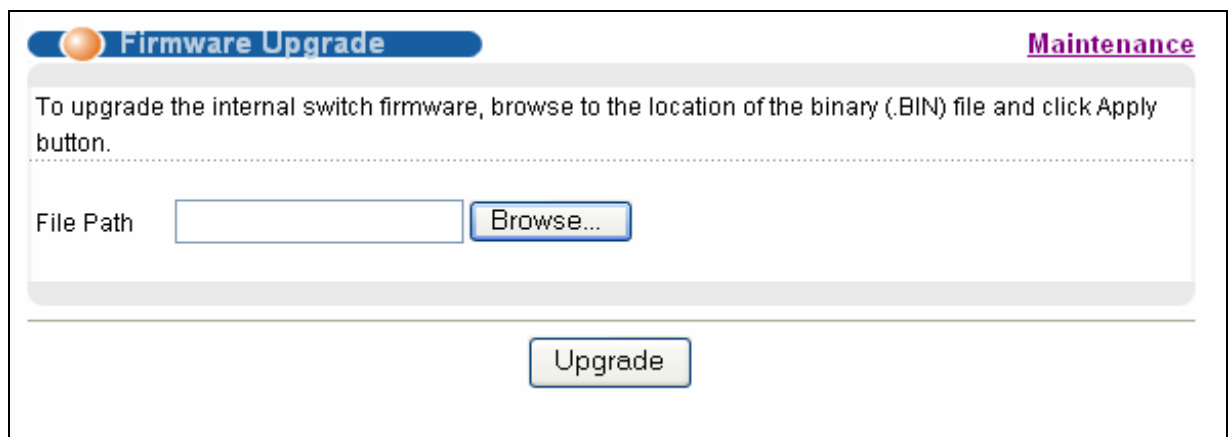 Firmware Upgrade
Maintenance
To upgrade the internal switch firmware, browse to the location of the binary (.BIN) file and click Apply
button.
File Path
Browse...
Upgrade